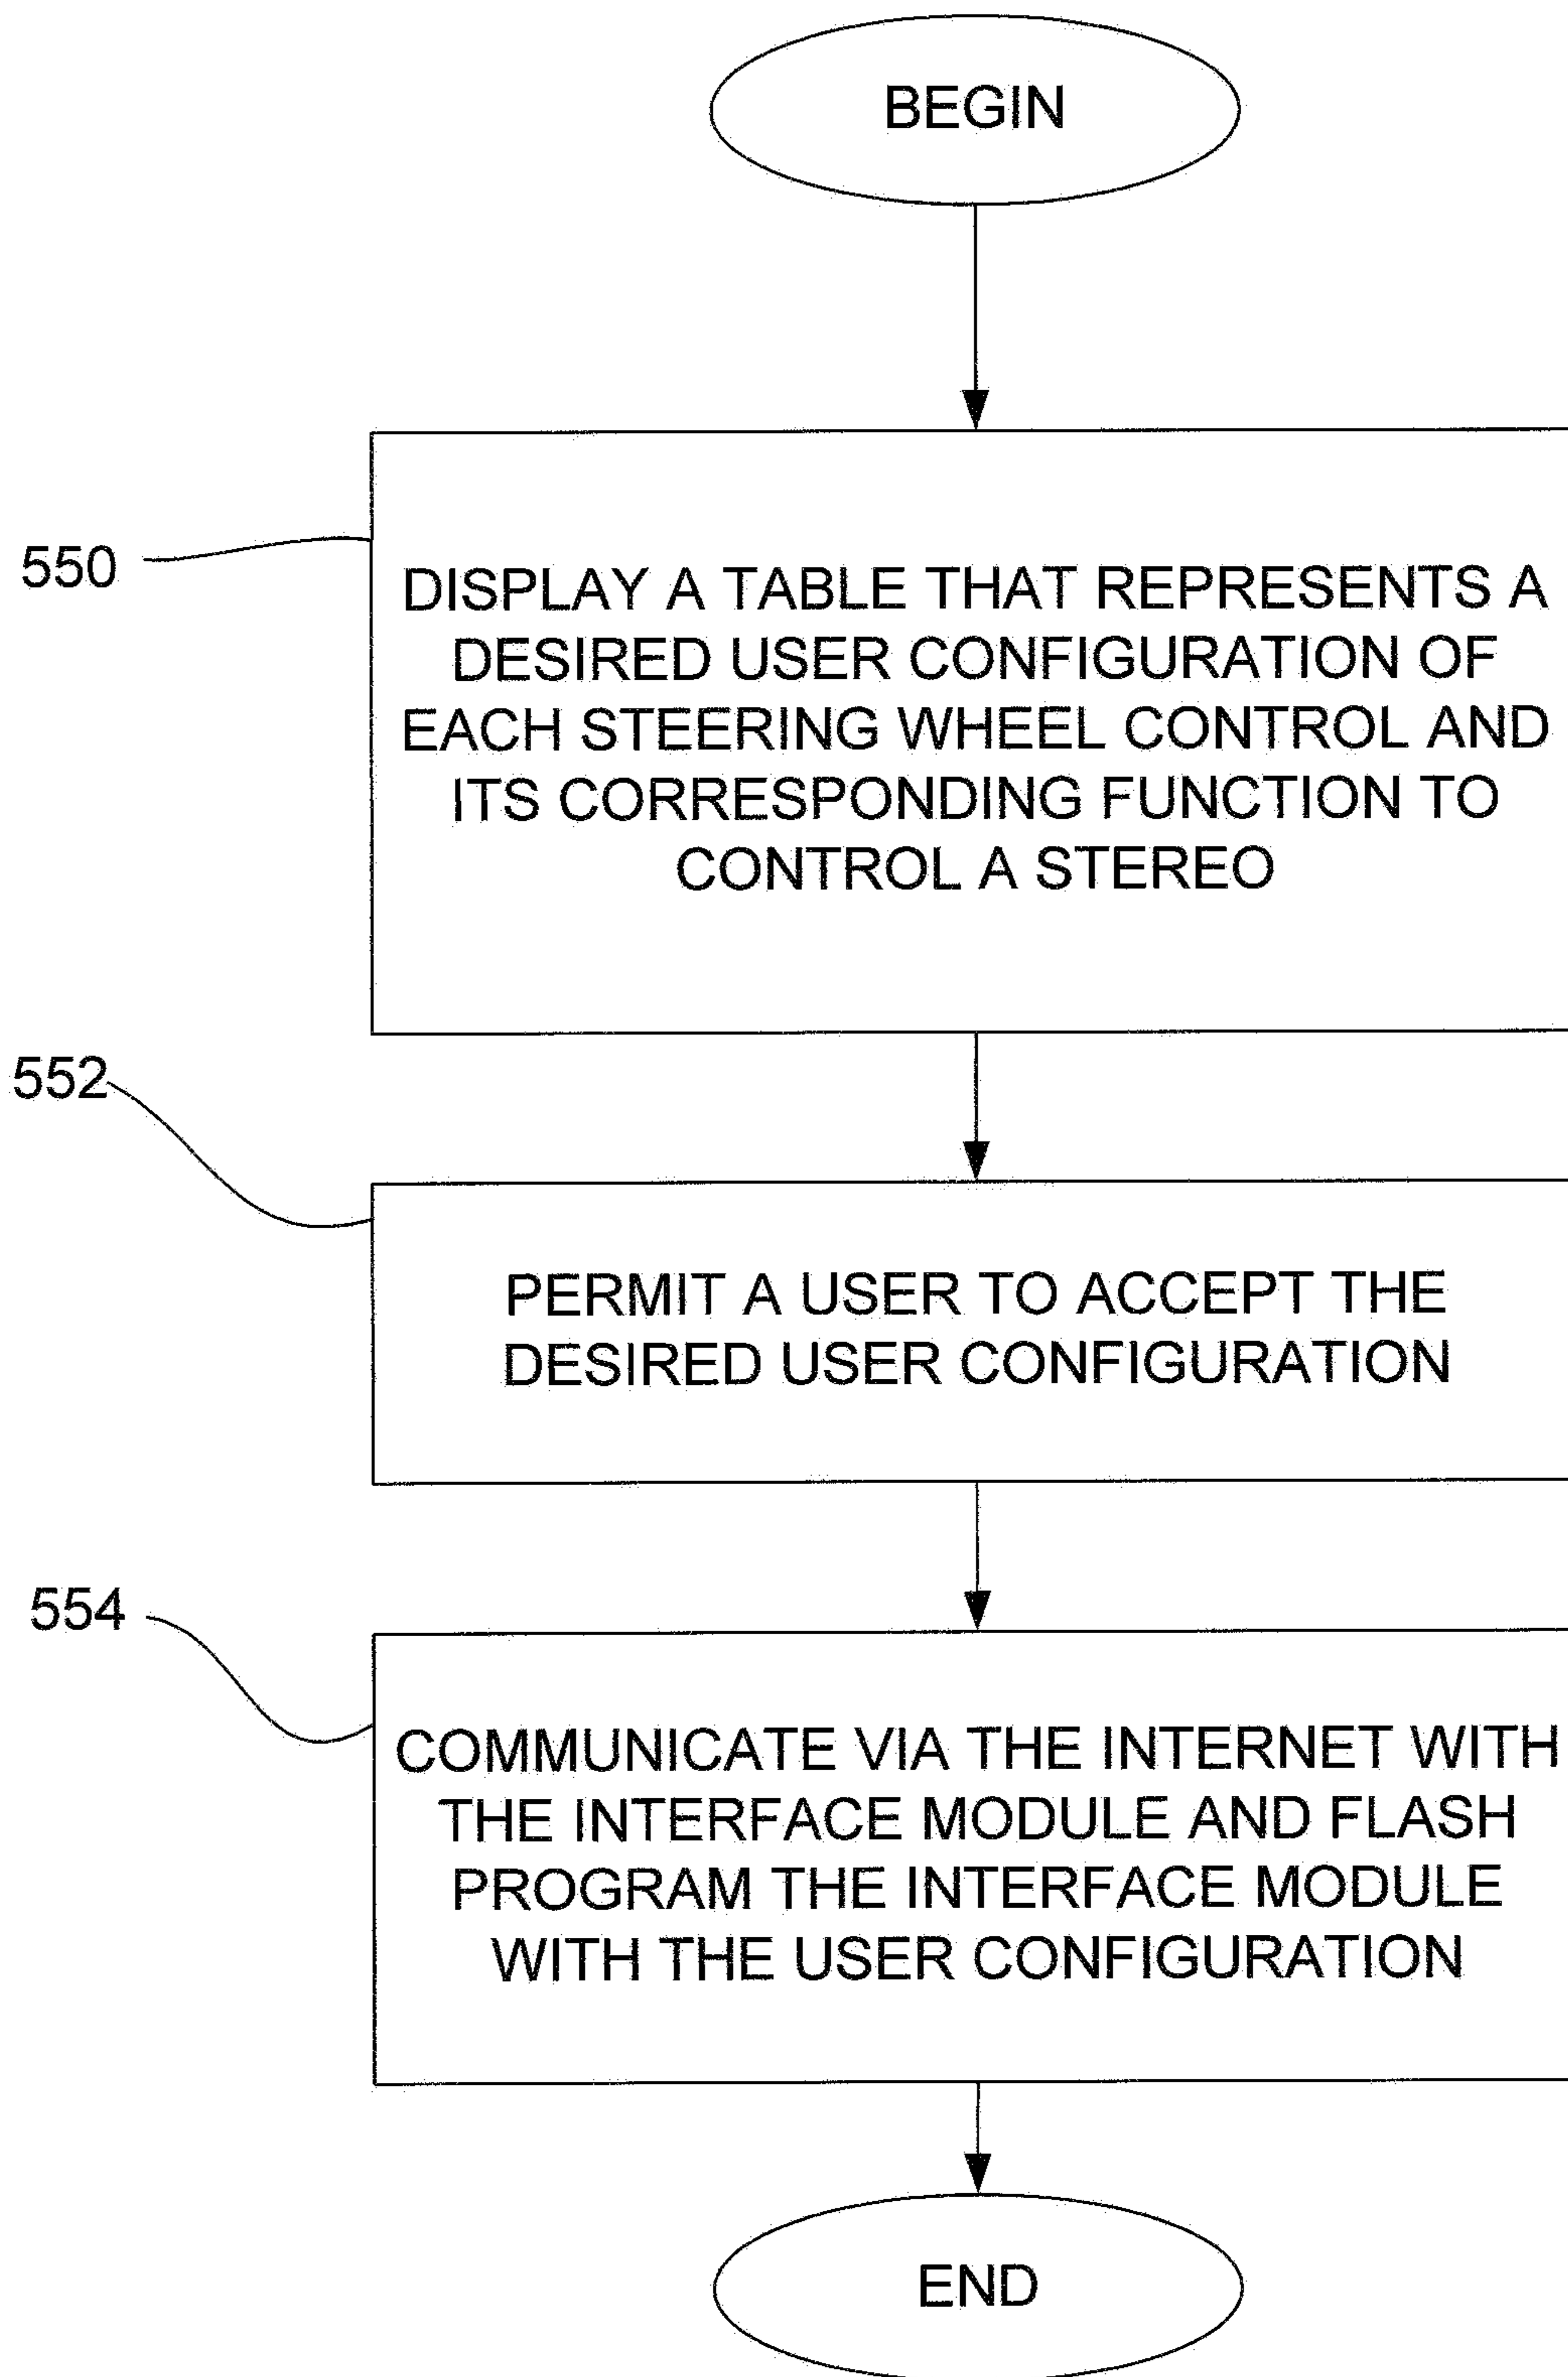 BEGIN
550
DISPLAY A TABLE THAT REPRESENTS A
DESIRED USER CONFIGURATION OF
EACH STEERING WHEEL CONTROL AND
ITS CORRESPONDING FUNCTION TO
CONTROL A STEREO
552
PERMIT A USER TO ACCEPT THE
DESIRED USER CONFIGURATION
554
COMMUNICATE VIA THE INTERNET WITH
THE INTERFACE MODULE AND FLASH
PROGRAM THE INTERFACE MODULE
WITH THE USER CONFIGURATION
END